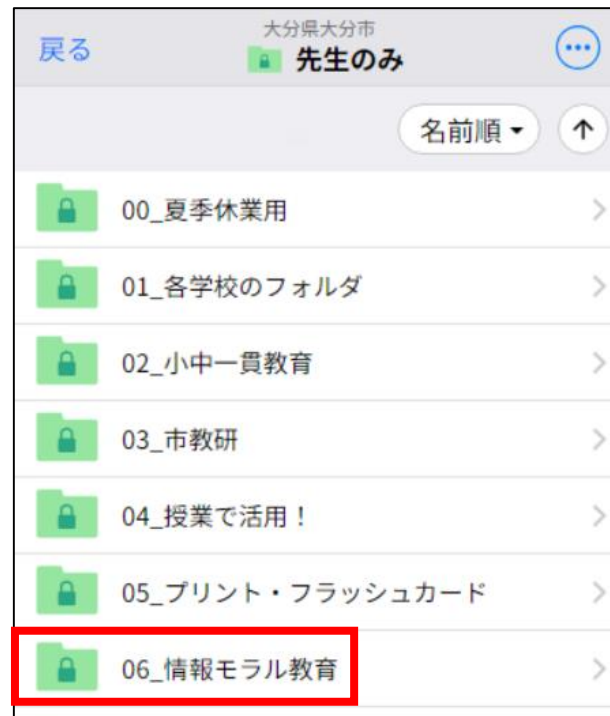 大分県大分市
戻る
先生のみ
名前順
00_夏季休業用
01_各学校のフォルダ
02_小中一貫教育
03_市教研
04_授業で活用！
05_プリント・フラッシュカード
06_情報モラル教育